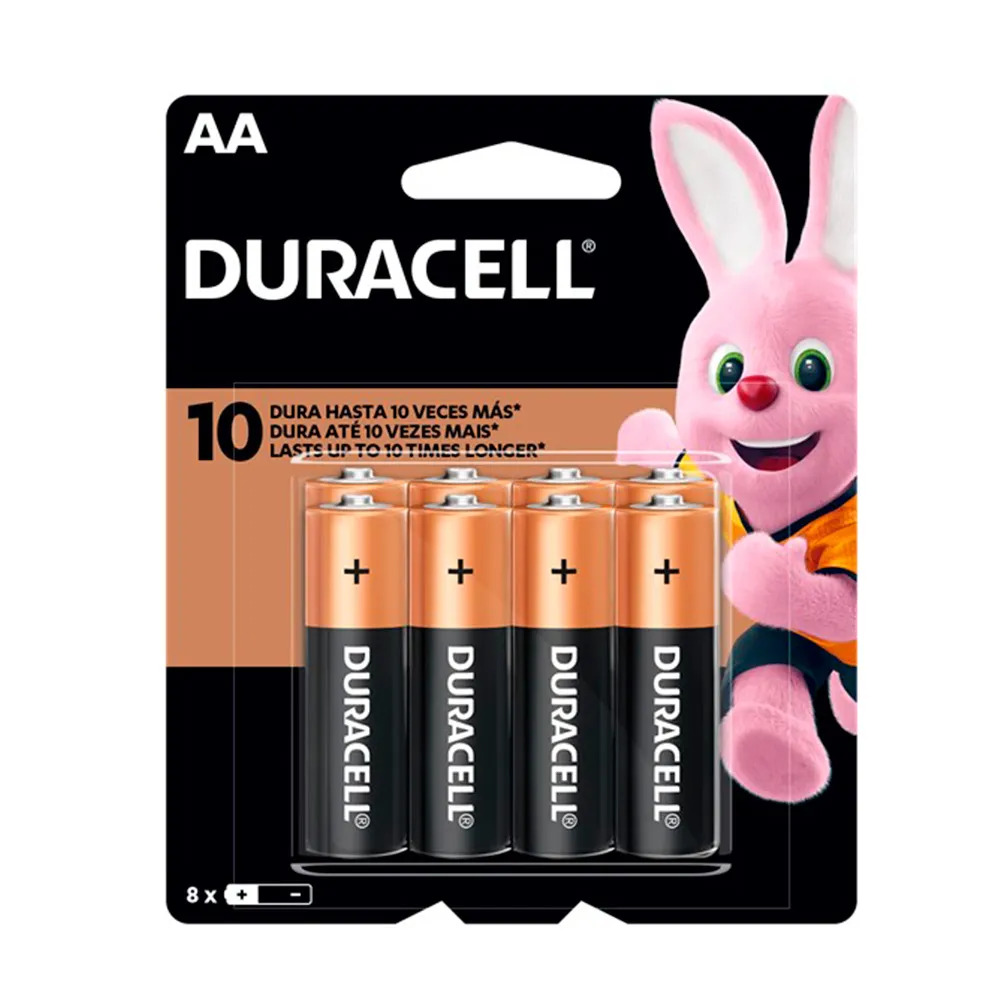 AA
DURACELL®
10
DURA HASTA 10 VECES MÁS*
DURA ATÉ 10 VEZES MAIS*
LASTS UP TO 10 TIMES LONGER*
+ + + +
DURACELL® DURACELL® DURACELL® DURACELL®
8 x + -